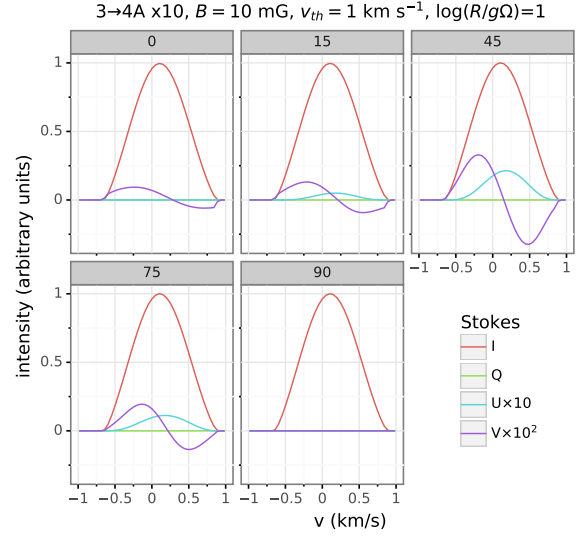 3→4A x10, B = 10 mG, v_th = 1 km s⁻¹, log(R/gΩ)=1
0 15 45
1
0.5
0
−1 −0.5 0 0.5 1
75 90
1
0.5
0
−1 −0.5 0 0.5 1 −1 −0.5 0 0.5 1
intensity (arbitrary units)
v (km/s)
Stokes
I
Q
U×10
V×10²